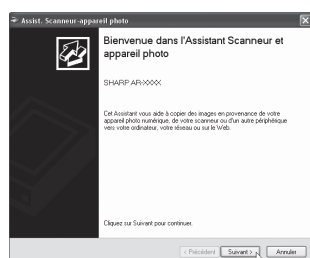 Assist. Scanneur-appareil photo
Bienvenue dans l'Assistant Scanneur et
appareil photo
SHARP AR-XXXX
Cet Assistant vous aide à copier des images en provenance de votre
appareil photo numérique, de votre scanneur ou d'un autre périphérique
vers votre ordinateur, votre réseau ou sur le Web.
Cliquez sur Suivant pour continuer.
< Précédent
Suivant >
Annuler